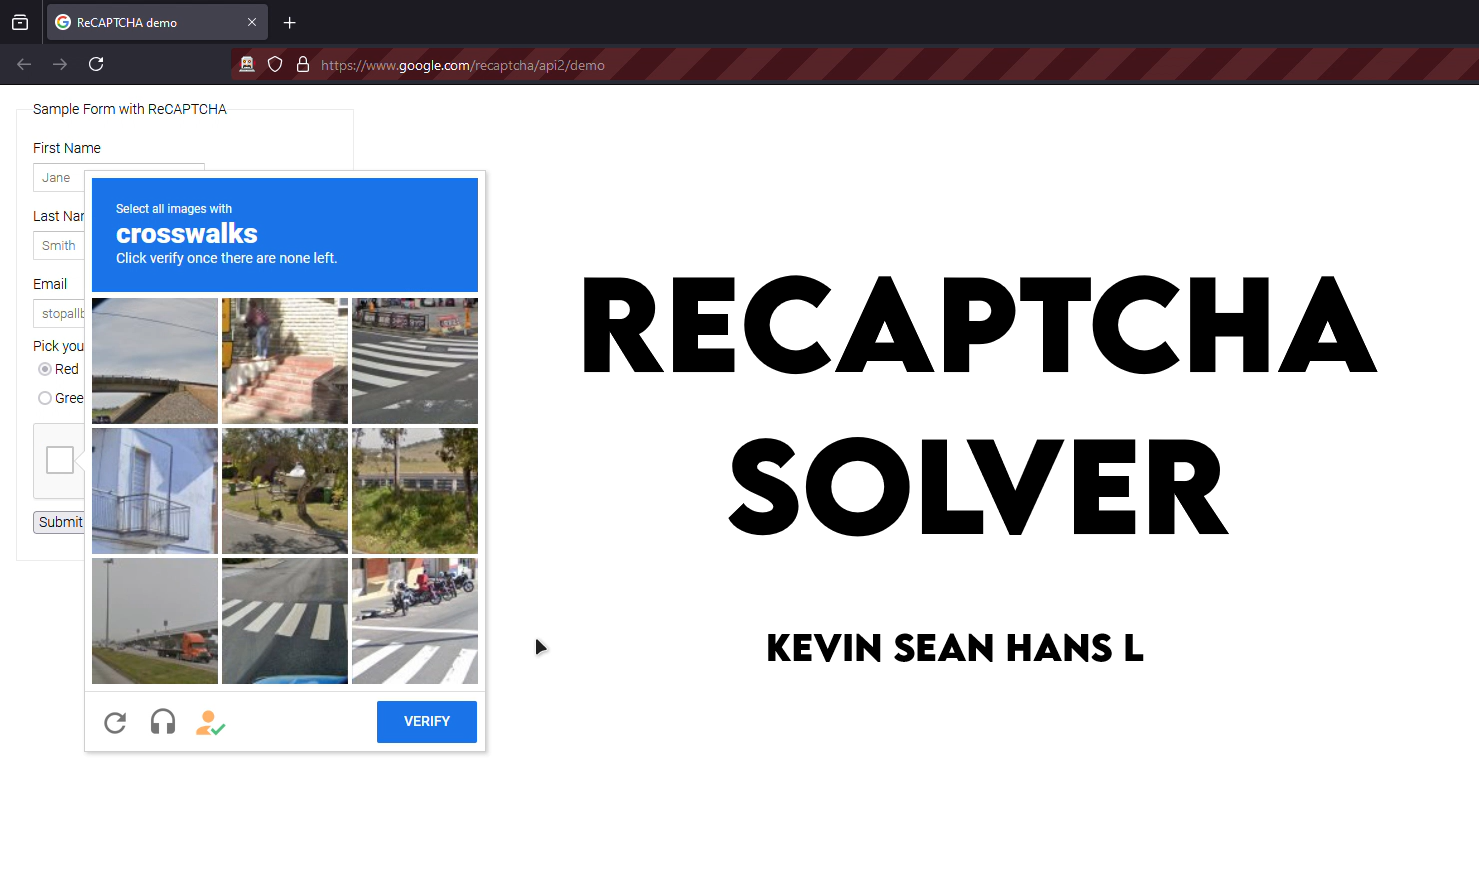 ReCAPTCHA demo
https://www.google.com/recaptcha/api2/demo
Sample Form with ReCAPTCHA
First Name
Jane
Last Nar
Smith
Email
stopallb
Pick you
Red
Gree
Submit
Select all images with
crosswalks
Click verify once there are none left.
VERIFY
RECAPTCHA
SOLVER
KEVIN SEAN HANS L